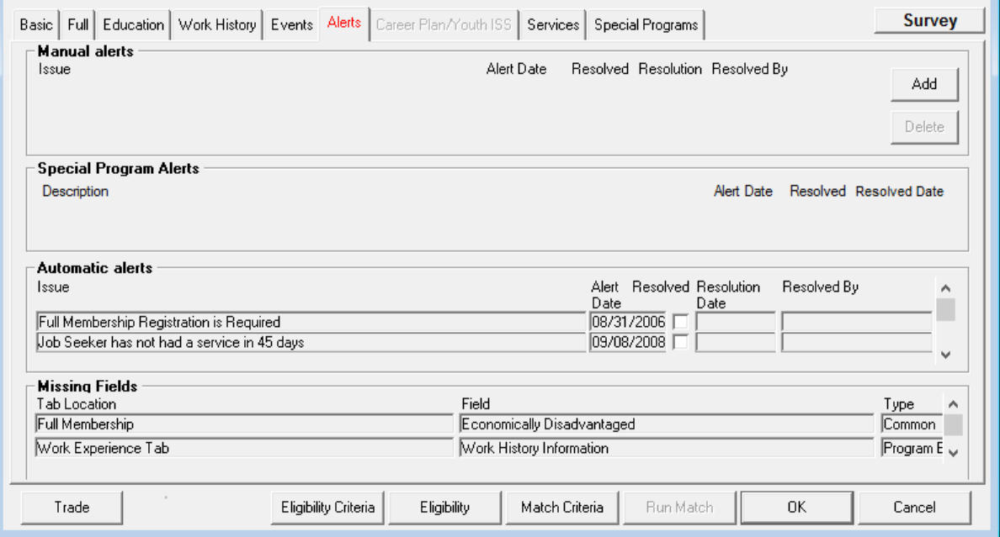 Basic Full Education Work History Events Alerts Career Plan/Youth ISS Services Special Programs Survey
Manual alerts
Issue Alert Date Resolved Resolution Resolved By
Add
Delete
Special Program Alerts
Description Alert Date Resolved Resolved Date
Automatic alerts
Issue Alert Date Resolved Resolution Date Resolved By
Full Membership Registration is Required 08/31/2006
Job Seeker has not had a service in 45 days 09/08/2008
Missing Fields
Tab Location Field Type
Full Membership Economically Disadvantaged Common
Work Experience Tab Work History Information Program E
Trade Eligibility Criteria Eligibility Match Criteria Run Match OK Cancel